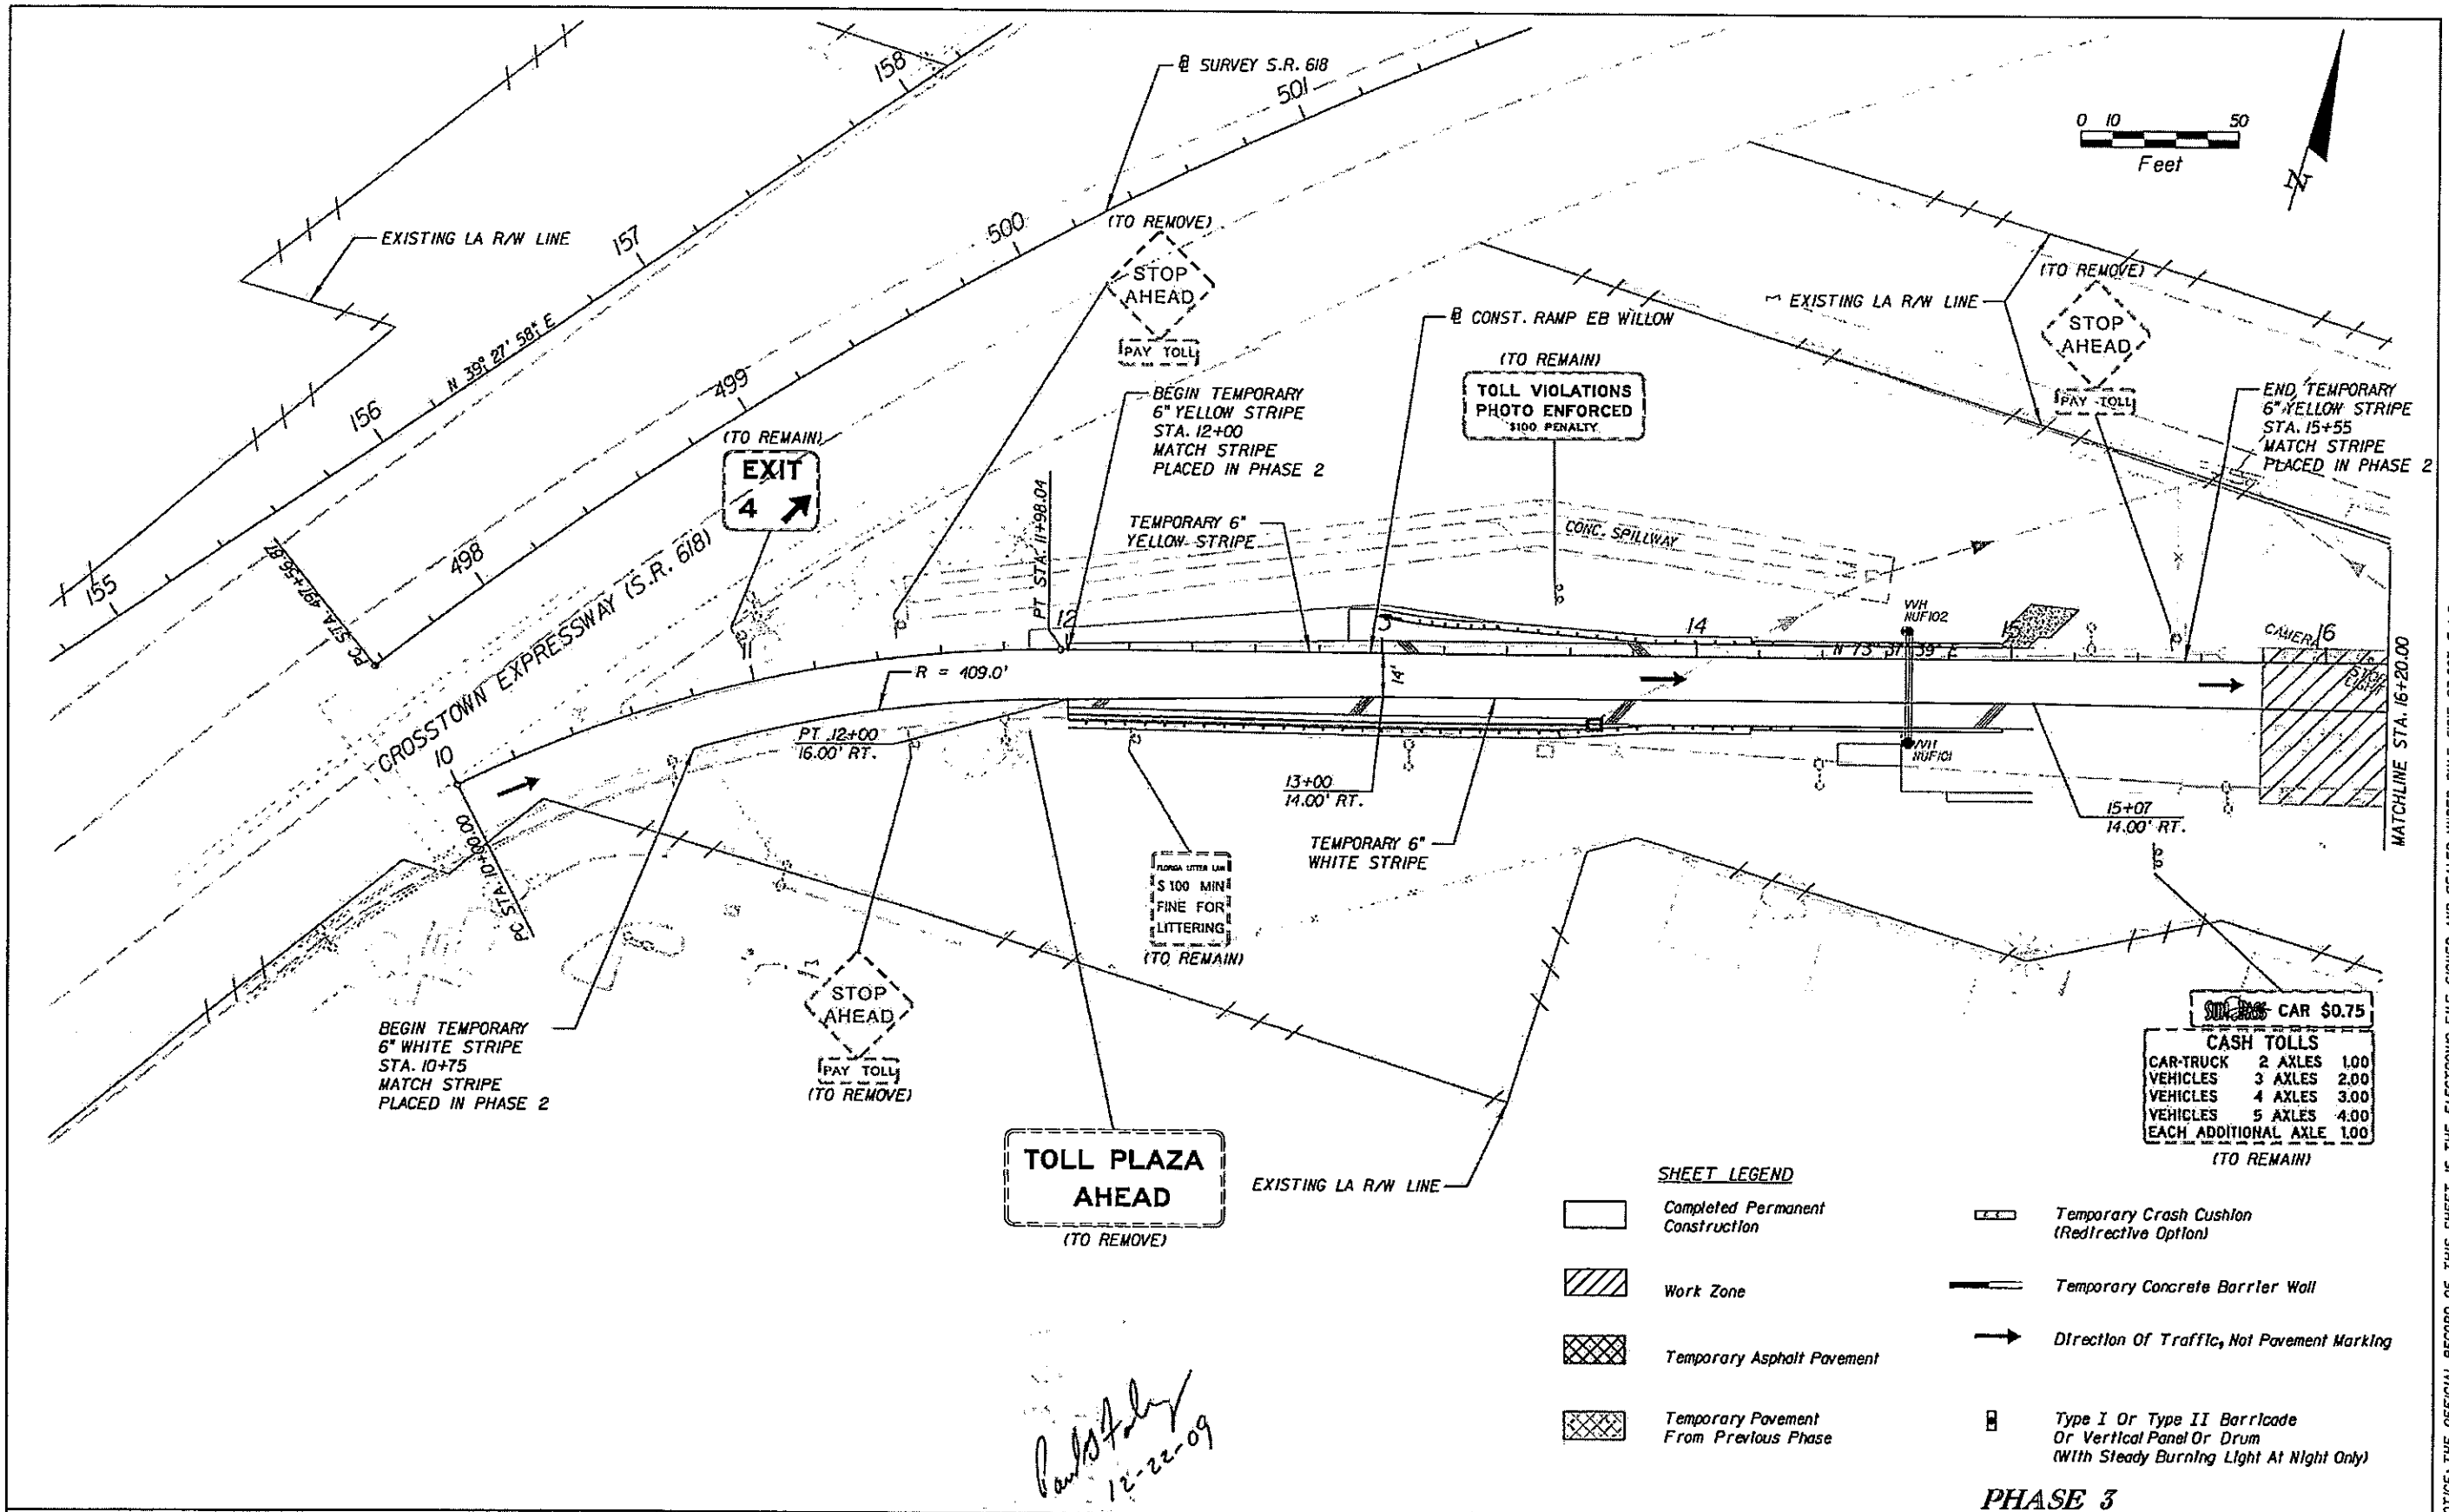 158
℄ SURVEY S.R. 618
501
0 10 50
Feet
N
EXISTING LA R/W LINE
157
500
(TO REMOVE)
STOP
AHEAD
PAY TOLL
℄ CONST. RAMP EB WILLOW
EXISTING LA R/W LINE
(TO REMOVE)
STOP
AHEAD
PAY TOLL
N 39° 27' 58" E
156
499
(TO REMAIN)
EXIT
4
BEGIN TEMPORARY
6" YELLOW STRIPE
STA. 12+00
MATCH STRIPE
PLACED IN PHASE 2
(TO REMAIN)
TOLL VIOLATIONS
PHOTO ENFORCED
$100 PENALTY
END TEMPORARY
6" YELLOW STRIPE
STA. 15+55
MATCH STRIPE
PLACED IN PHASE 2
155
PC STA. 497+56.87
498
CROSSTOWN EXPRESSWAY (S.R. 618)
PT STA. 11+98.04
TEMPORARY 6"
YELLOW STRIPE
CONC. SPILLWAY
10
11
12
14
15
16
VVH
NUF102
N 73° 37' 39" E
CAMERA
STOP
LIGHT
R = 409.0'
14'
PT 12+00
16.00' RT.
VVH
NUF101
13+00
14.00' RT.
15+07
14.00' RT.
MATCHLINE STA. 16+20.00
PC STA. 10+00.00
TEMPORARY 6"
WHITE STRIPE
FLORIDA LITTER LAW
$ 100 MIN
FINE FOR
LITTERING
(TO REMAIN)
BEGIN TEMPORARY
6" WHITE STRIPE
STA. 10+75
MATCH STRIPE
PLACED IN PHASE 2
STOP
AHEAD
PAY TOLL
(TO REMOVE)
TOLL PLAZA
AHEAD
(TO REMOVE)
EXISTING LA R/W LINE
CAR $0.75
CASH TOLLS
CAR-TRUCK 2 AXLES 1.00
VEHICLES 3 AXLES 2.00
VEHICLES 4 AXLES 3.00
VEHICLES 5 AXLES 4.00
EACH ADDITIONAL AXLE 1.00
(TO REMAIN)
SHEET LEGEND
Completed Permanent
Construction
Work Zone
Temporary Asphalt Pavement
Temporary Pavement
From Previous Phase
Temporary Crash Cushion
(Redirective Option)
Temporary Concrete Barrier Wall
Direction Of Traffic, Not Pavement Marking
Type I Or Type II Barricade
Or Vertical Panel Or Drum
(With Steady Burning Light At Night Only)
12-22-09
PHASE 3